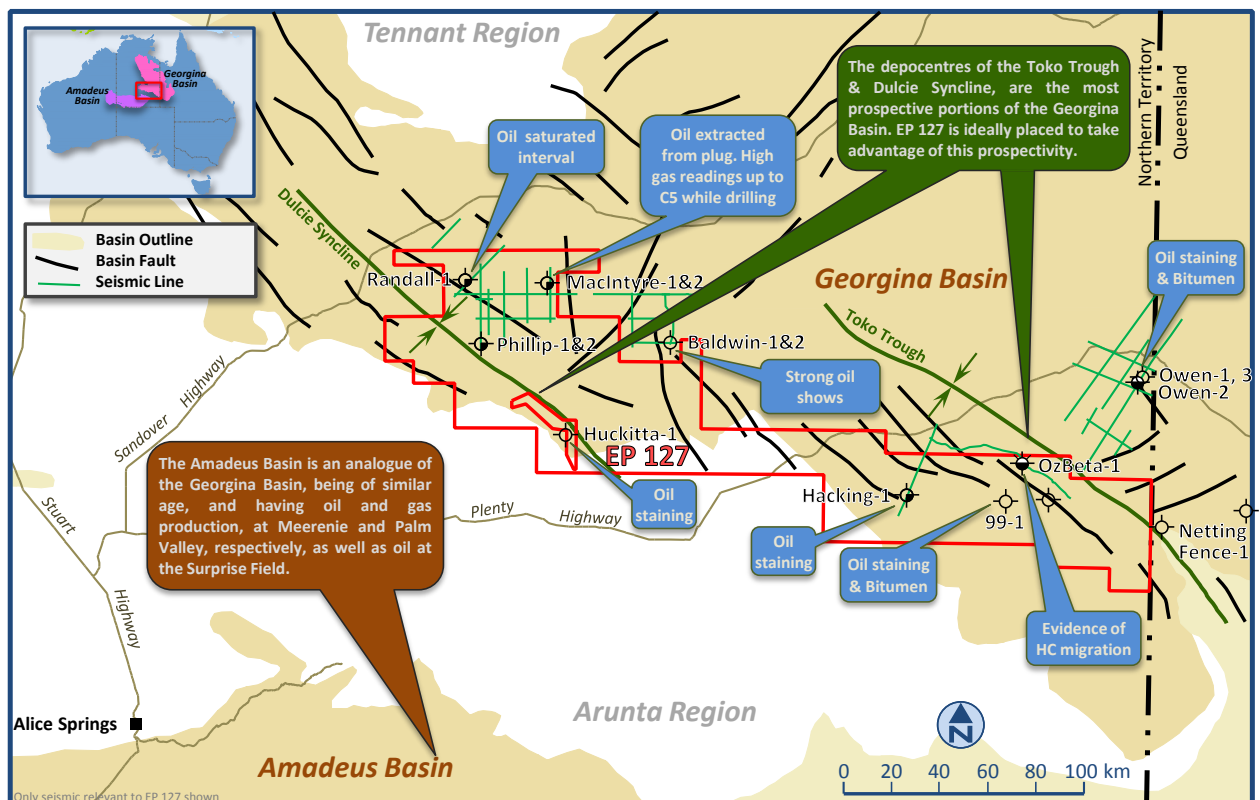 Tennant Region
Georgina
Basin
Amadeus
Basin
Basin Outline
Basin Fault
Seismic Line
Oil saturated
interval
Oil extracted
from plug. High
gas readings up to
C5 while drilling
The depocentres of the Toko Trough
& Dulcie Syncline, are the most
prospective portions of the Georgina
Basin. EP 127 is ideally placed to take
advantage of this prospectivity.
Northern Territory
Queensland
Dulcie Syncline
Randall-1
MacIntyre-1&2
Georgina Basin
Oil staining
& Bitumen
Toko Trough
Phillip-1&2
Baldwin-1&2
Strong oil
shows
Owen-1, 3
Owen-2
Sandover Highway
Huckitta-1
EP 127
Oil
staining
OzBeta-1
Hacking-1
99-1
Netting
Fence-1
Oil
staining
Oil staining
& Bitumen
Evidence of
HC migration
The Amadeus Basin is an analogue of
the Georgina Basin, being of similar
age, and having oil and gas
production, at Meerenie and Palm
Valley, respectively, as well as oil at
the Surprise Field.
Plenty Highway
Stuart Highway
Alice Springs
Arunta Region
N
Amadeus Basin
0 20 40 60 80 100 km
Only seismic relevant to EP 127 shown